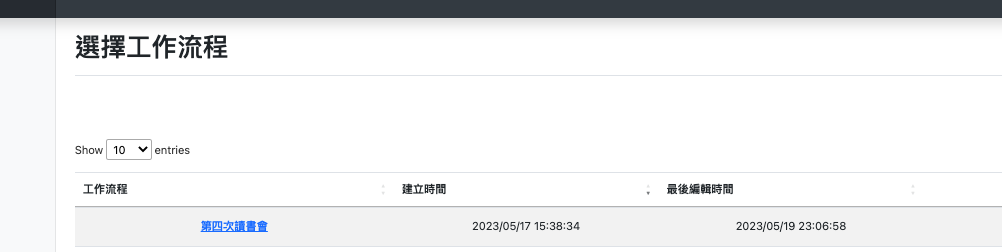 選擇工作流程
Show 10 entries
工作流程 建立時間 最後編輯時間
第四次讀書會 2023/05/17 15:38:34 2023/05/19 23:06:58